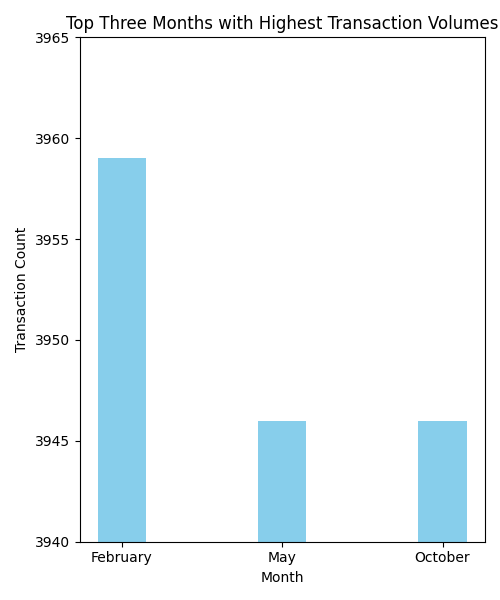 Top Three Months with Highest Transaction Volumes
3965
3960
3955
3950
3945
3940
Transaction Count
February
May
October
Month